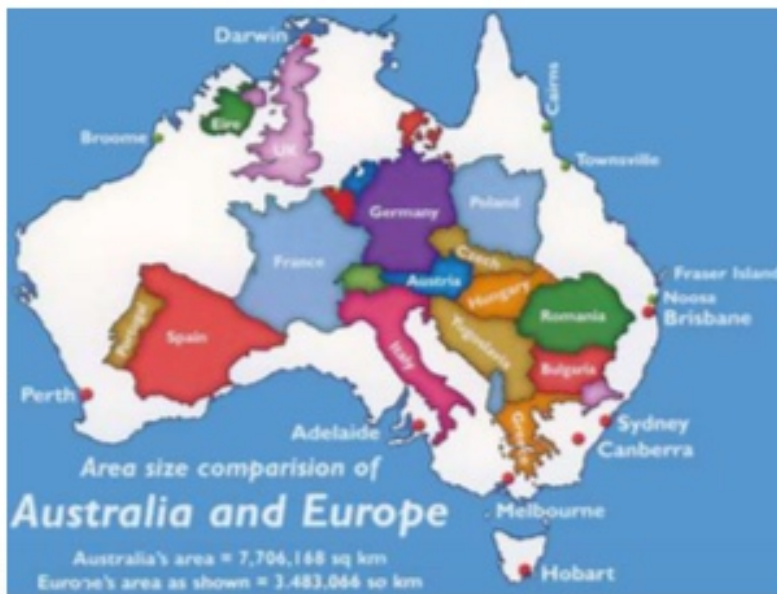 Darwin
Cairns
Eire
Broome
UK
Townsville
Germany
Poland
France
Czech
Austria
Fraser Island
Hungary
Noosa
Romania
Brisbane
Portugal
Spain
Yugoslavia
Italy
Bulgaria
Perth
Adelaide
Sydney
Canberra
Area size comparision of
Australia and Europe
Melbourne
Australia's area = 7,706,168 sq km
Europe's area as shown = 3.483,066 sq km
Hobart